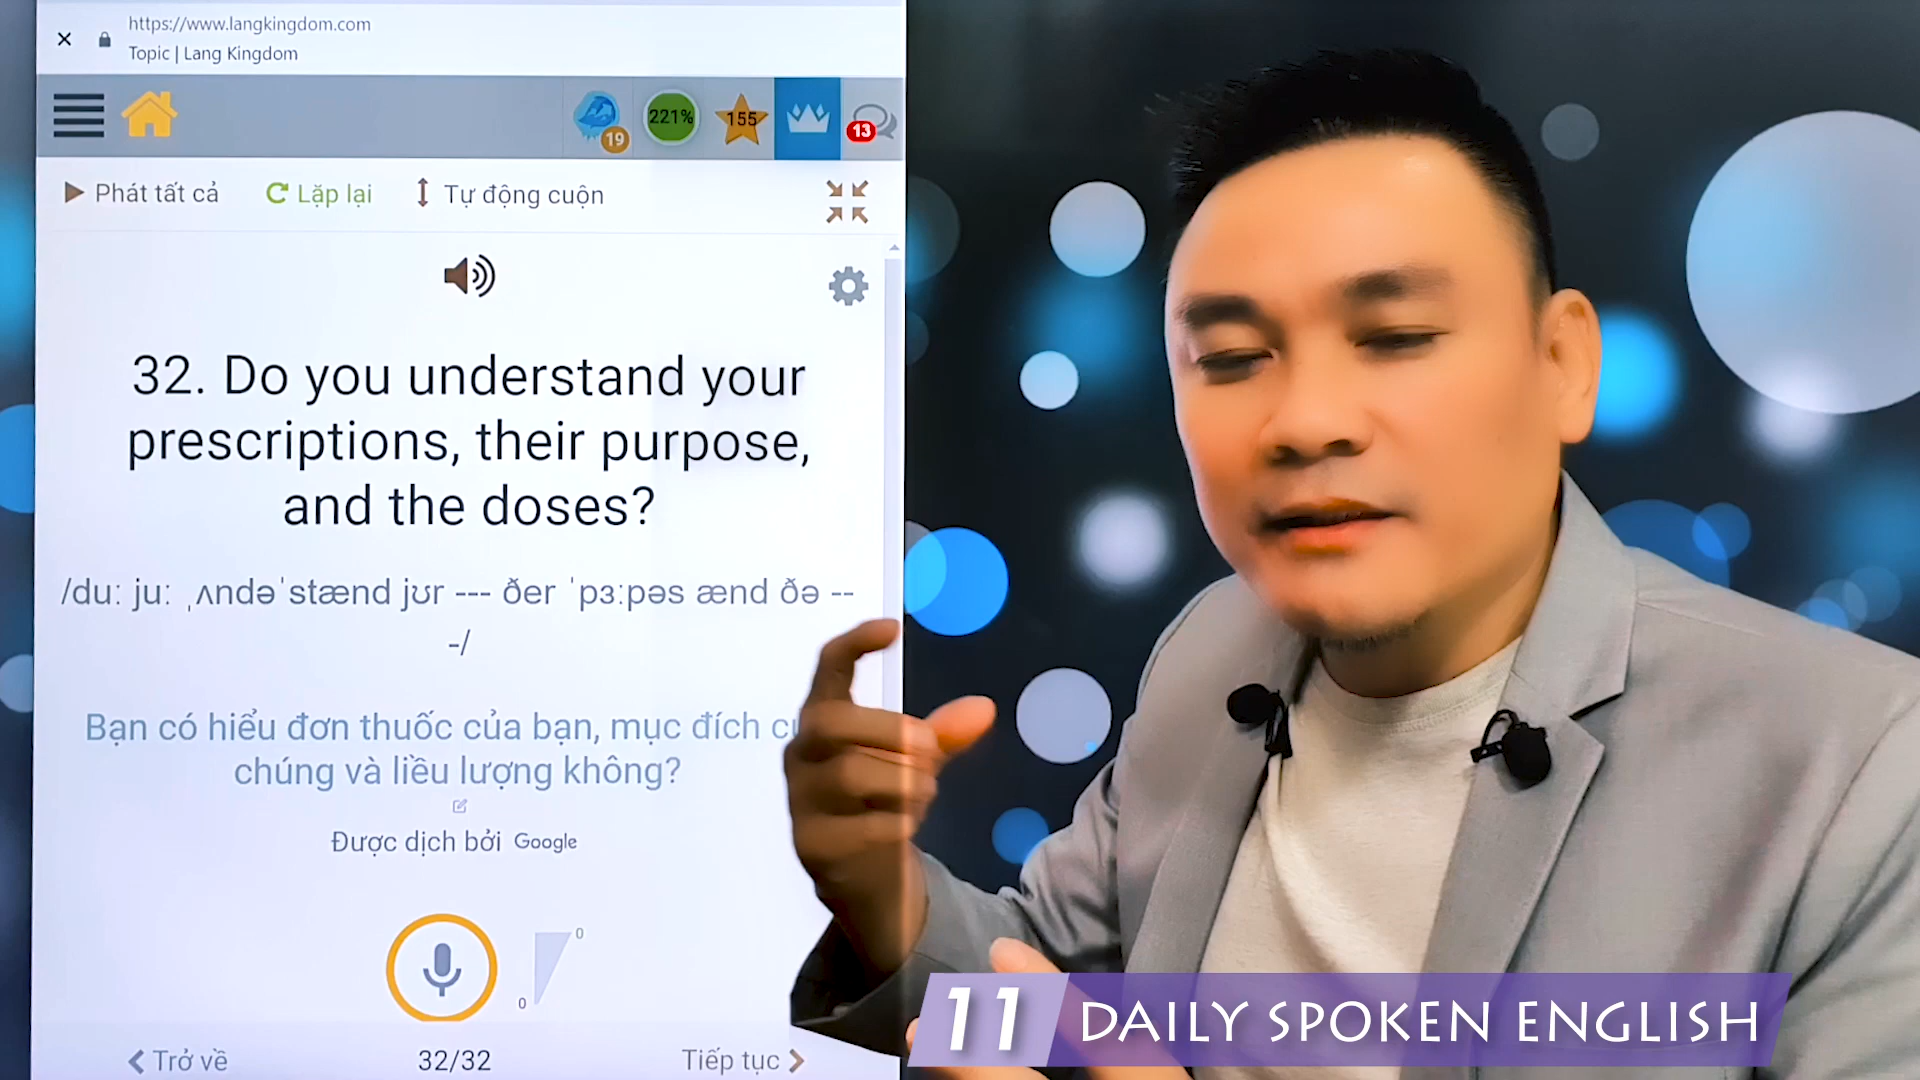 https://www.langkingdom.com
Topic | Lang Kingdom
19
221%
155
13
Phát tất cả
Lặp lại
Tự động cuộn
32. Do you understand your
prescriptions, their purpose,
and the doses?
/duː juː ˌʌndəˈstænd jʊr --- ðer ˈpɜːpəs ænd ðə --
-/
Bạn có hiểu đơn thuốc của bạn, mục đích
chúng và liều lượng không?
Được dịch bởi Google
0
0
Trở về
32/32
Tiếp tục
11 DAILY SPOKEN ENGLISH